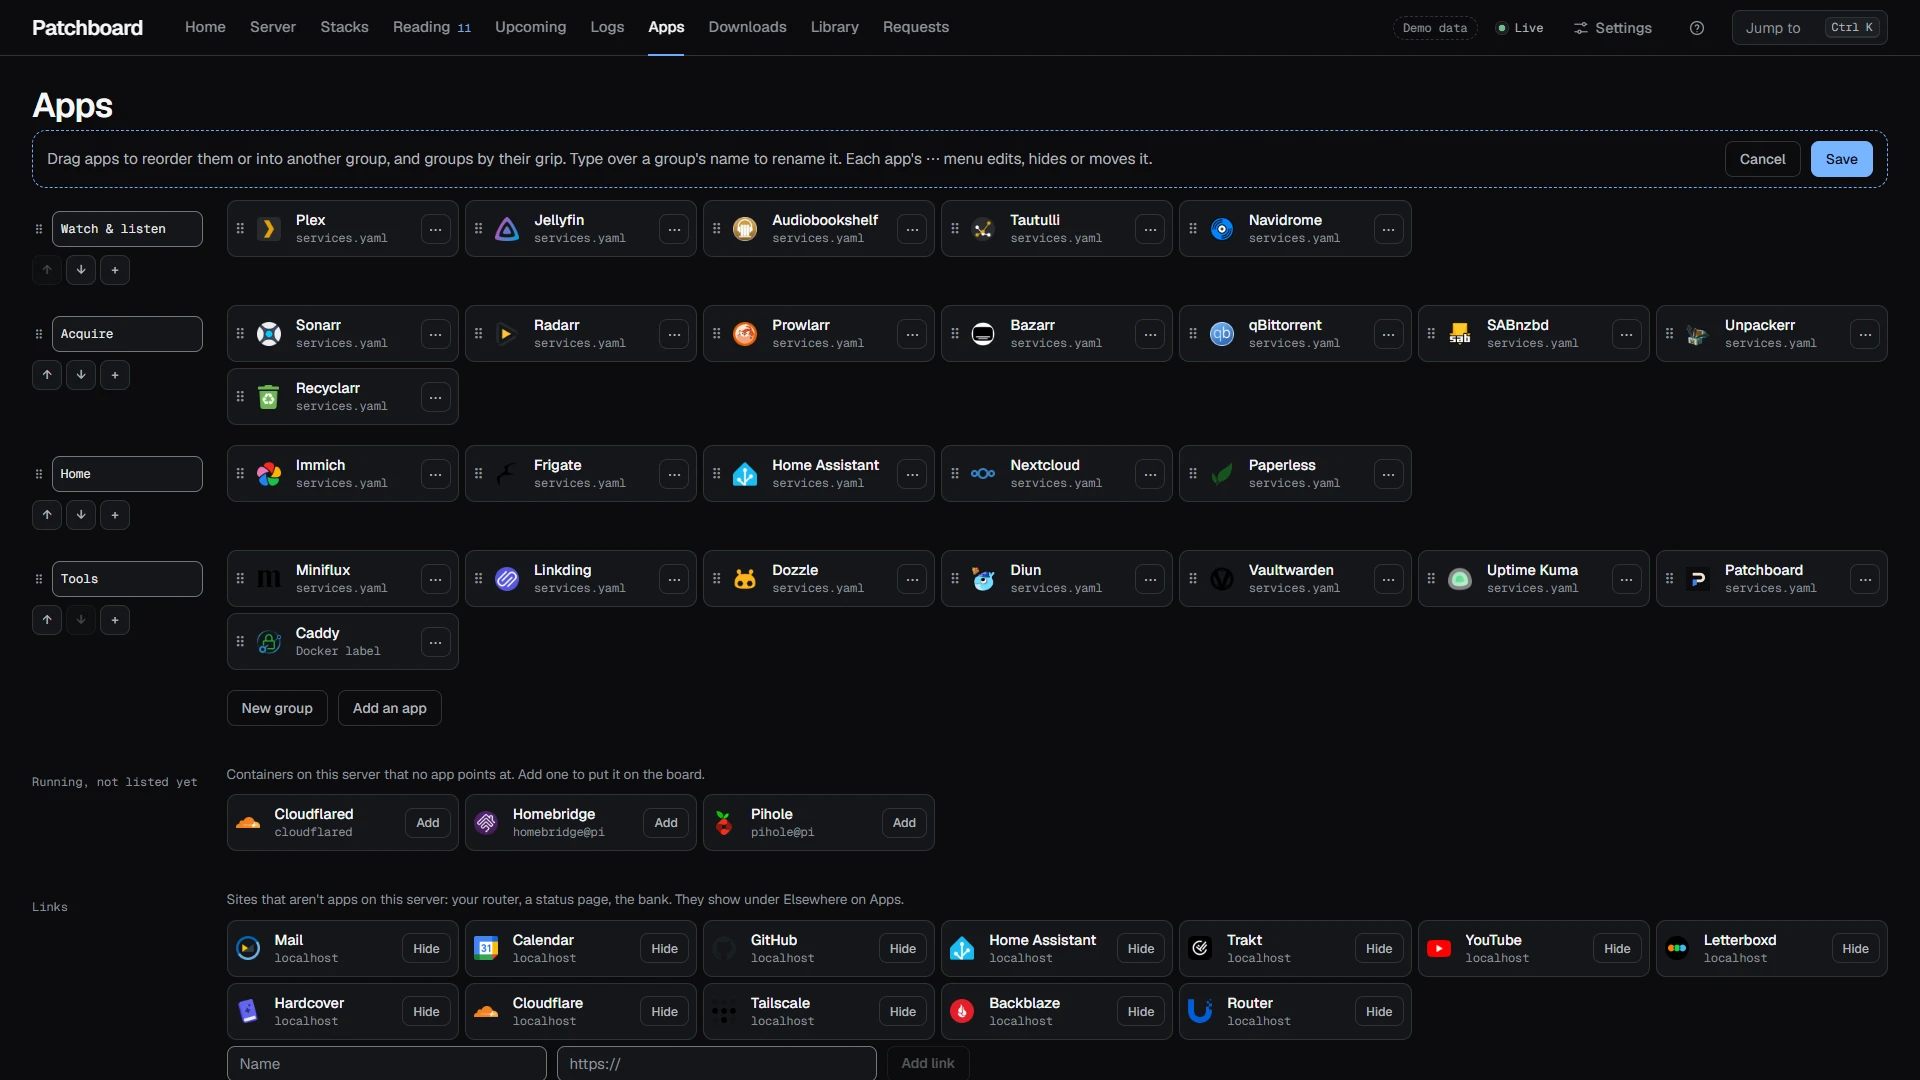 Patchboard Home Server Stacks Reading 11 Upcoming Logs Apps Downloads Library Requests Demo data Live Settings Jump to Ctrl K
Apps
Drag apps to reorder them or into another group, and groups by their grip. Type over a group's name to rename it. Each app's ··· menu edits, hides or moves it. Cancel Save
Watch & listen
Plex Jellyfin Audiobookshelf Tautulli Navidrome
services.yaml services.yaml services.yaml services.yaml services.yaml
Acquire
Sonarr Radarr Prowlarr Bazarr qBittorrent SABnzbd Unpackerr
services.yaml services.yaml services.yaml services.yaml services.yaml services.yaml services.yaml
Recyclarr
services.yaml
Home
Immich Frigate Home Assistant Nextcloud Paperless
services.yaml services.yaml services.yaml services.yaml services.yaml
Tools
Miniflux Linkding Dozzle Diun Vaultwarden Uptime Kuma Patchboard
services.yaml services.yaml services.yaml services.yaml services.yaml services.yaml services.yaml
Caddy
Docker label
New group Add an app
Running, not listed yet
Containers on this server that no app points at. Add one to put it on the board.
Cloudflared Add Homebridge Add Pihole Add
cloudflared homebridge@pi pihole@pi
Links
Sites that aren't apps on this server: your router, a status page, the bank. They show under Elsewhere on Apps.
Mail Hide Calendar Hide GitHub Hide Home Assistant Hide Trakt Hide YouTube Hide Letterboxd Hide
localhost localhost localhost localhost localhost localhost localhost
Hardcover Hide Cloudflare Hide Tailscale Hide Backblaze Hide Router Hide
localhost localhost localhost localhost localhost
Name https:// Add link